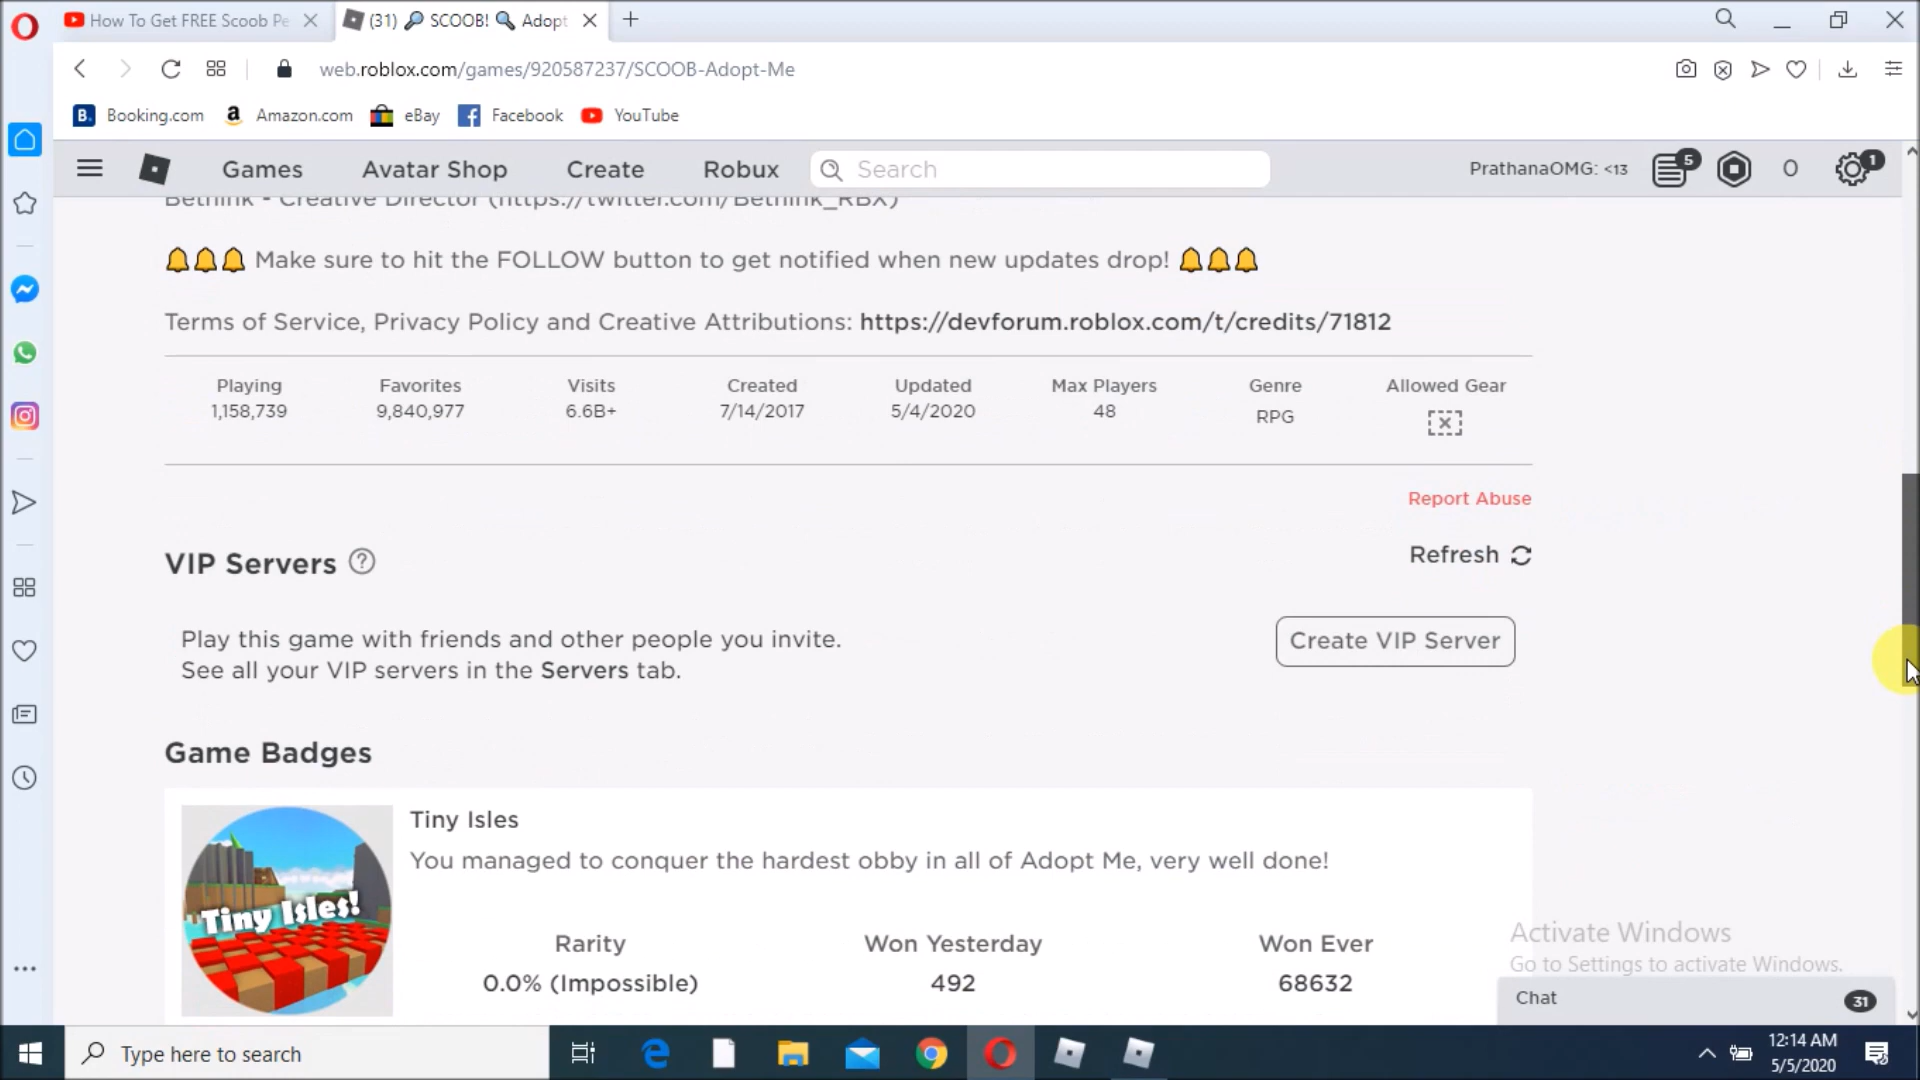 How To Get FREE Scoob Pe
(31) 🔎 SCOOB! 🔍 Adopt
web.roblox.com/games/920587237/SCOOB-Adopt-Me
B. Booking.com
a Amazon.com
eBay
Facebook
YouTube
Games
Avatar Shop
Create
Robux
Search
PrathanaOMG: <13
5
0
1
Bethink - Creative Director (https://twitter.com/Bethink_RBX)
🔔🔔🔔 Make sure to hit the FOLLOW button to get notified when new updates drop! 🔔🔔🔔
Terms of Service, Privacy Policy and Creative Attributions: https://devforum.roblox.com/t/credits/71812
Playing Favorites Visits Created Updated Max Players Genre Allowed Gear
1,158,739 9,840,977 6.6B+ 7/14/2017 5/4/2020 48 RPG
Report Abuse
VIP Servers ?
Refresh
Play this game with friends and other people you invite.
See all your VIP servers in the Servers tab.
Create VIP Server
Game Badges
Tiny Isles!
Tiny Isles
You managed to conquer the hardest obby in all of Adopt Me, very well done!
Rarity Won Yesterday Won Ever
0.0% (Impossible) 492 68632
Activate Windows
Go to Settings to activate Windows.
Chat 31
Type here to search
12:14 AM
5/5/2020